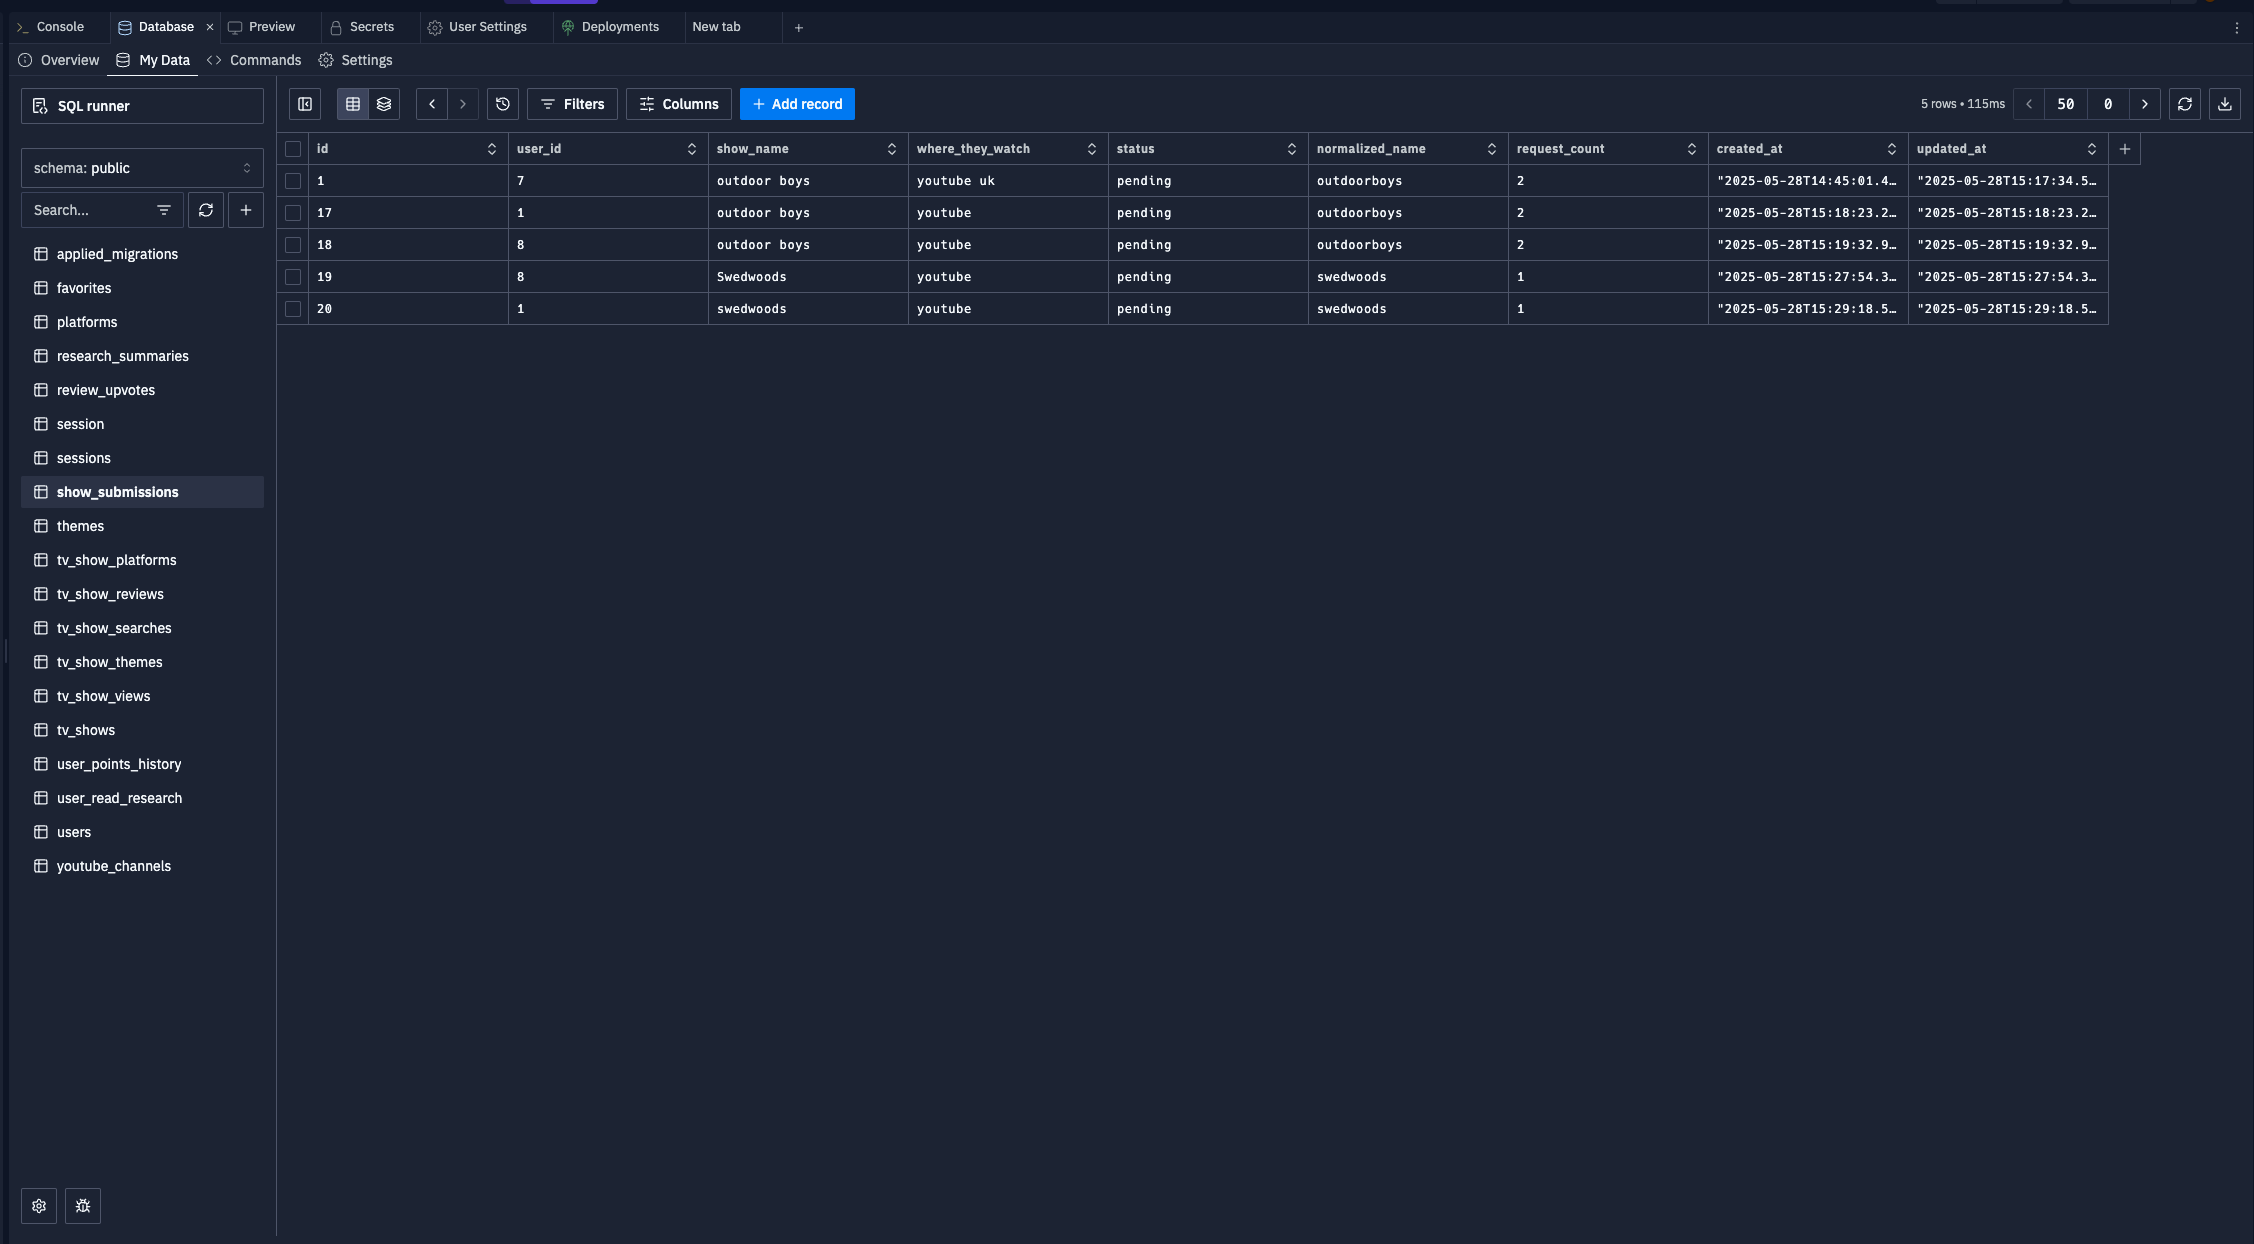 Console Database Preview Secrets User Settings Deployments New tab
Overview My Data Commands Settings
SQL runner
schema: public
Search...
applied_migrations
favorites
platforms
research_summaries
review_upvotes
session
sessions
show_submissions
themes
tv_show_platforms
tv_show_reviews
tv_show_searches
tv_show_themes
tv_show_views
tv_shows
user_points_history
user_read_research
users
youtube_channels
Filters Columns Add record 5 rows • 115ms 50 0
id user_id show_name where_they_watch status normalized_name request_count created_at updated_at
1 7 outdoor boys youtube uk pending outdoorboys 2 "2025-05-28T14:45:01.4… "2025-05-28T15:17:34.5…
17 1 outdoor boys youtube pending outdoorboys 2 "2025-05-28T15:18:23.2… "2025-05-28T15:18:23.2…
18 8 outdoor boys youtube pending outdoorboys 2 "2025-05-28T15:19:32.9… "2025-05-28T15:19:32.9…
19 8 Swedwoods youtube pending swedwoods 1 "2025-05-28T15:27:54.3… "2025-05-28T15:27:54.3…
20 1 swedwoods youtube pending swedwoods 1 "2025-05-28T15:29:18.5… "2025-05-28T15:29:18.5…